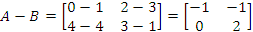 A − B = [0 − 1 2 − 3
4 − 4 3 − 1] = [−1 −1
0 2]